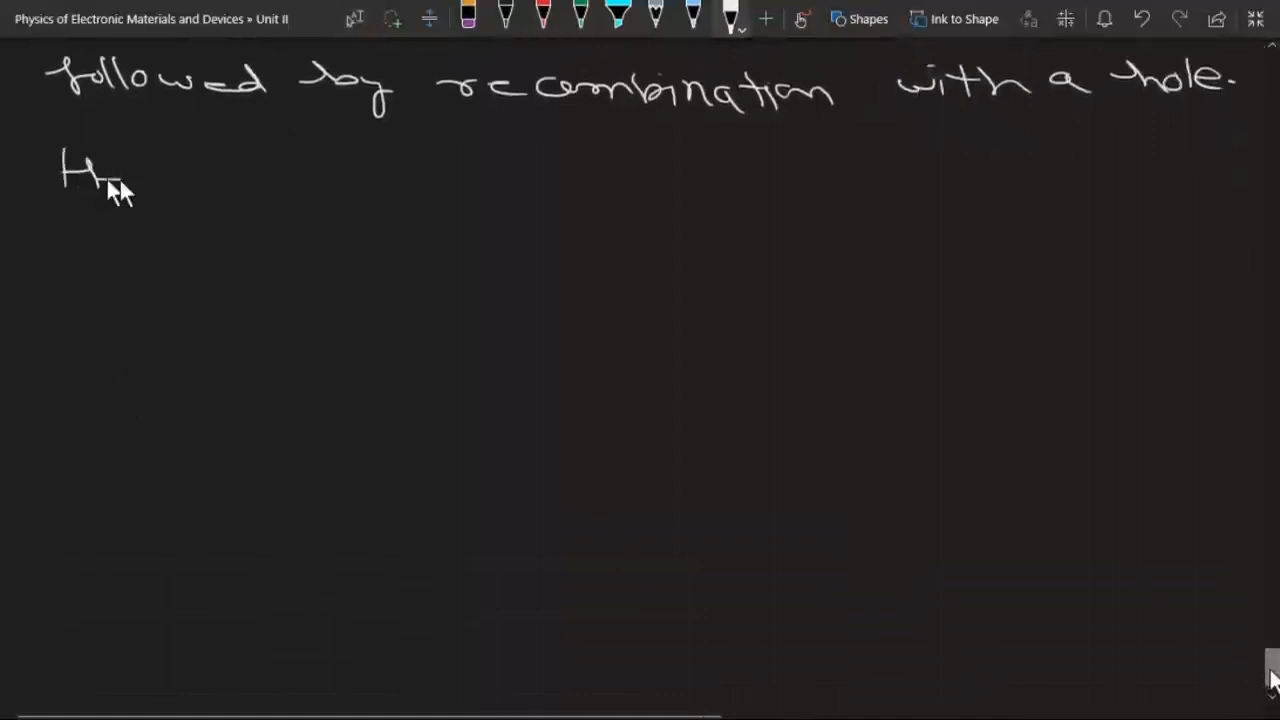 Physics of Electronic Materials and Devices » Unit II Shapes Ink to Shape
followed by recombination with a hole.
H